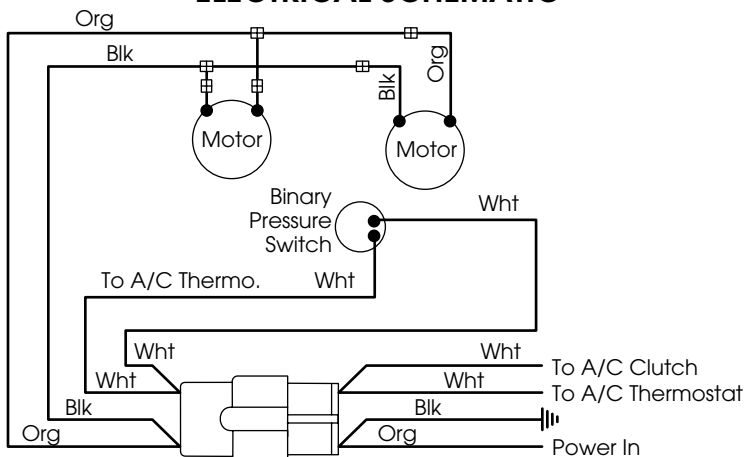 ELECTRICAL SCHEMATIC
Org
Blk
Org
Blk
Motor
Motor
Binary
Pressure
Switch
Wht
To A/C Thermo.
Wht
Wht
Wht
Wht
To A/C Clutch
Wht
To A/C Thermostat
Blk
Blk
Org
Org
Power In